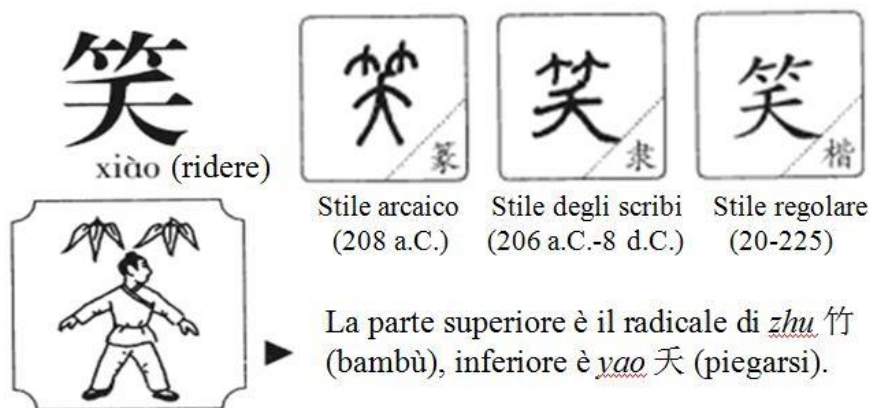 笑
xiào (ridere)
篆
隶
楷
Stile arcaico
(208 a.C.)
Stile degli scribi
(206 a.C.-8 d.C.)
Stile regolare
(20-225)
La parte superiore è il radicale di zhu 竹
(bambù), inferiore è yao 夭 (piegarsi).